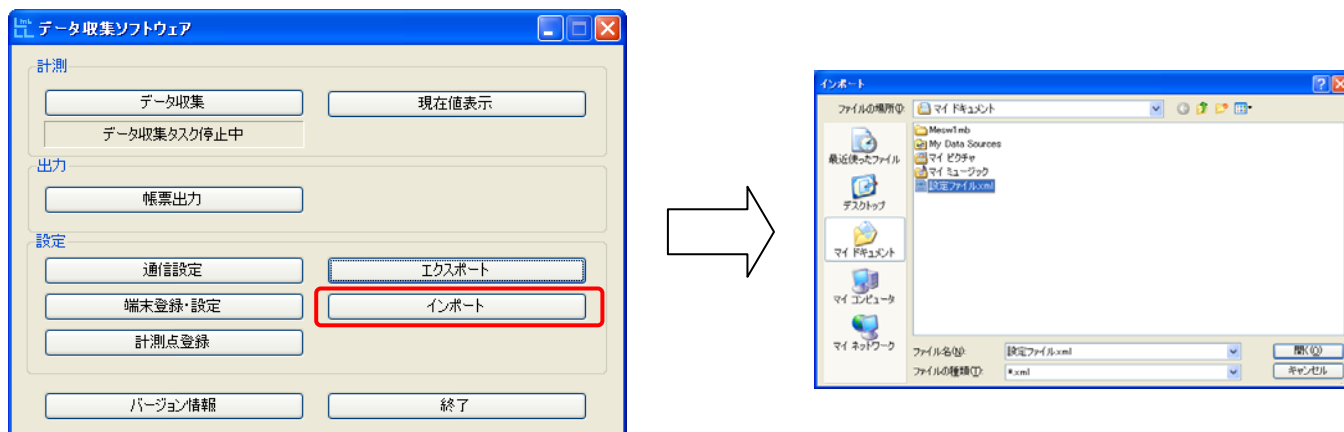 データ収集ソフトウェア
計測
データ収集
現在値表示
データ収集タスク停止中
出力
帳票出力
設定
通信設定
エクスポート
端末登録・設定
インポート
計測点登録
バージョン情報
終了
インポート
ファイルの場所(I):
マイ ドキュメント
最近使ったファイル
デスクトップ
マイ ドキュメント
マイ コンピュータ
マイ ネットワーク
Mesw1mb
My Data Sources
マイ ピクチャ
マイ ミュージック
設定ファイル.xml
ファイル名(N):
設定ファイル.xml
開く(O)
ファイルの種類(T):
*.xml
キャンセル